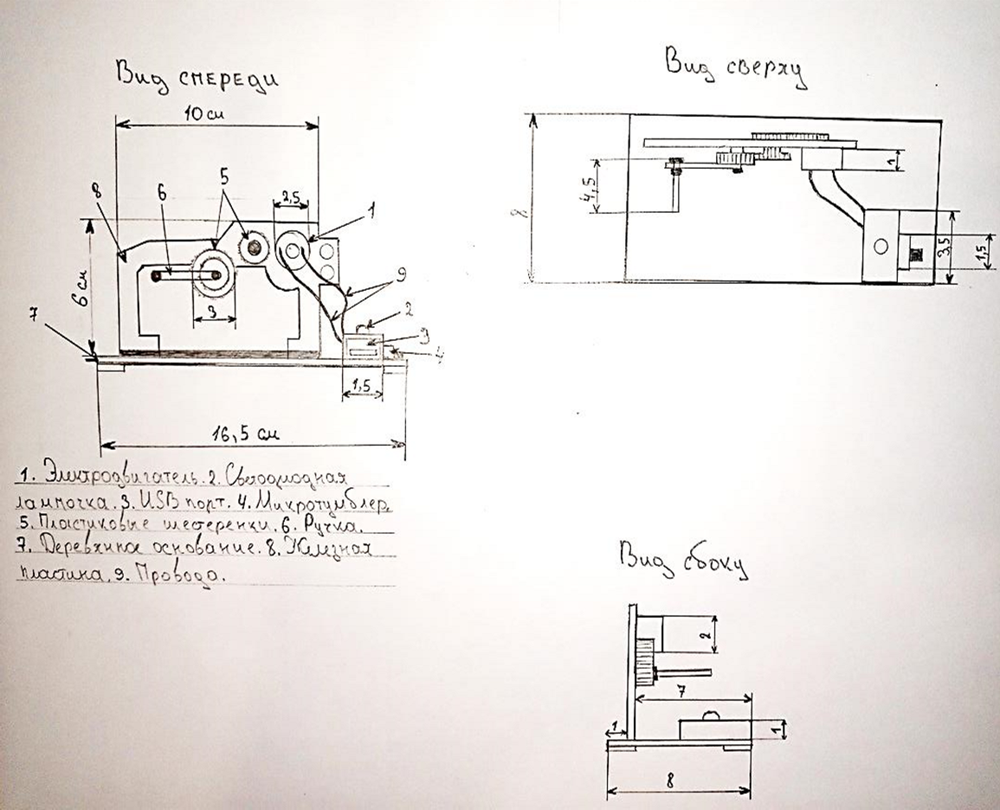 Вид спереди
10 см
8
6
5
2,5
1
6 см
9
2
3
3
4
7
1,5
16,5 см
1. Электродвигатель. 2. Светодиодная
лампочка. 3. USB порт. 4. Микротумблер
5. Пластиковые шестеренки. 6. Ручка.
7. Деревянное основание. 8. Железная
пластина. 9. Провода.
Вид сверху
8
4,5
1
3,5
1,5
Вид сбоку
2
7
1
1
8